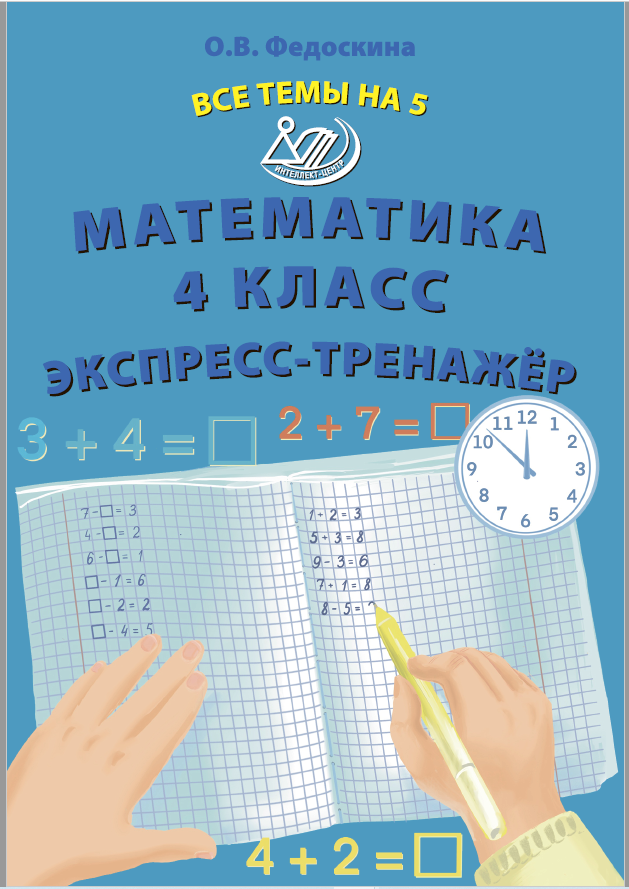 О.В. Федоскина
ВСЕ ТЕМЫ НА 5
ИНТЕЛЛЕКТ-ЦЕНТР
МАТЕМАТИКА
4 КЛАСС
ЭКСПРЕСС-ТРЕНАЖЁР
3 + 4 = □
2 + 7 = □
11 12 1
10 2
9 3
8 4
7 6 5
7 - □ = 3
4 - □ = 2
6 - □ = 1
□ - 1 = 6
□ - 2 = 2
□ - 4 = 5
1 + 2 = 3
5 + 3 = 8
9 - 3 = 6
7 + 1 = 8
8 - 5 =
4 + 2 = □